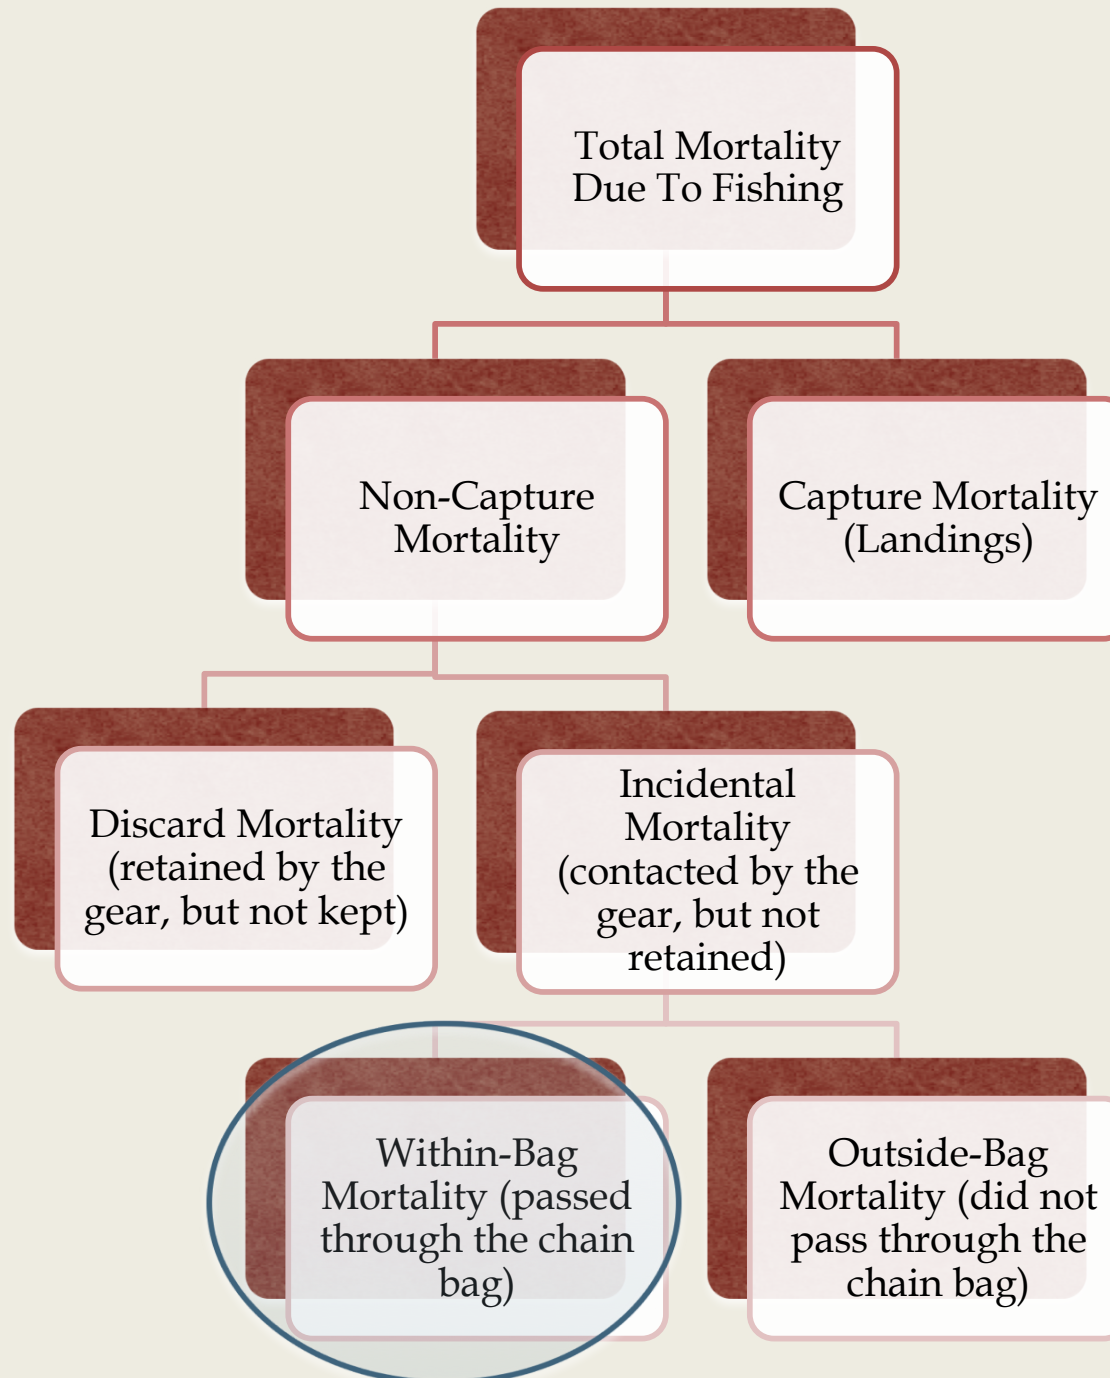 Total Mortality
Due To Fishing
Non-Capture
Mortality
Capture Mortality
(Landings)
Discard Mortality
(retained by the
gear, but not kept)
Incidental
Mortality
(contacted by the
gear, but not
retained)
Within-Bag
Mortality (passed
through the chain
bag)
Outside-Bag
Mortality (did not
pass through the
chain bag)